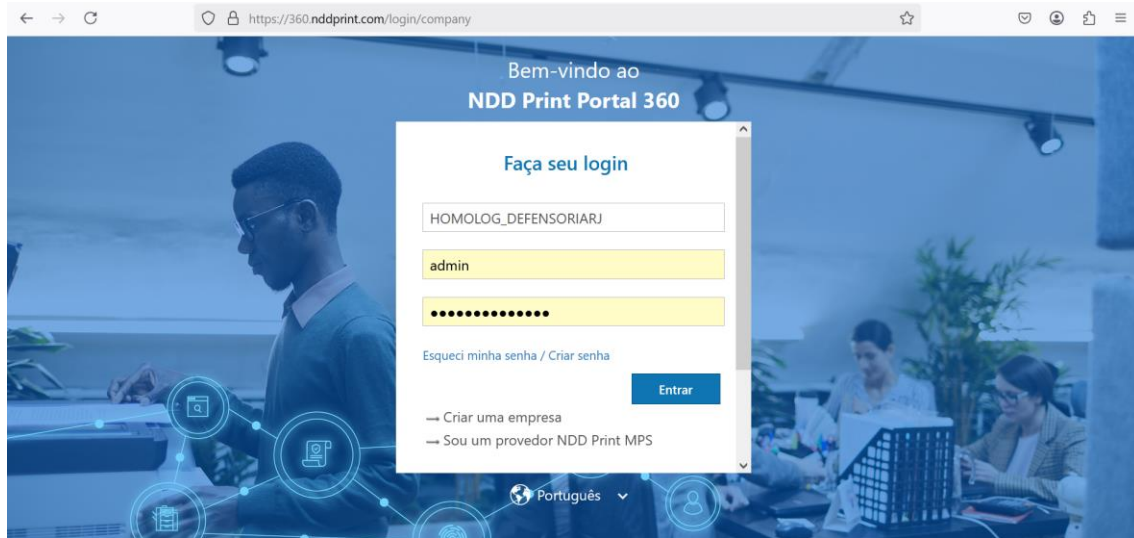 https://360.nddprint.com/login/company
Bem-vindo ao
NDD Print Portal 360
Faça seu login
HOMOLOG_DEFENSORIARJ
admin
●●●●●●●●●●●●●●
Esqueci minha senha / Criar senha
Entrar
→ Criar uma empresa
→ Sou um provedor NDD Print MPS
Português